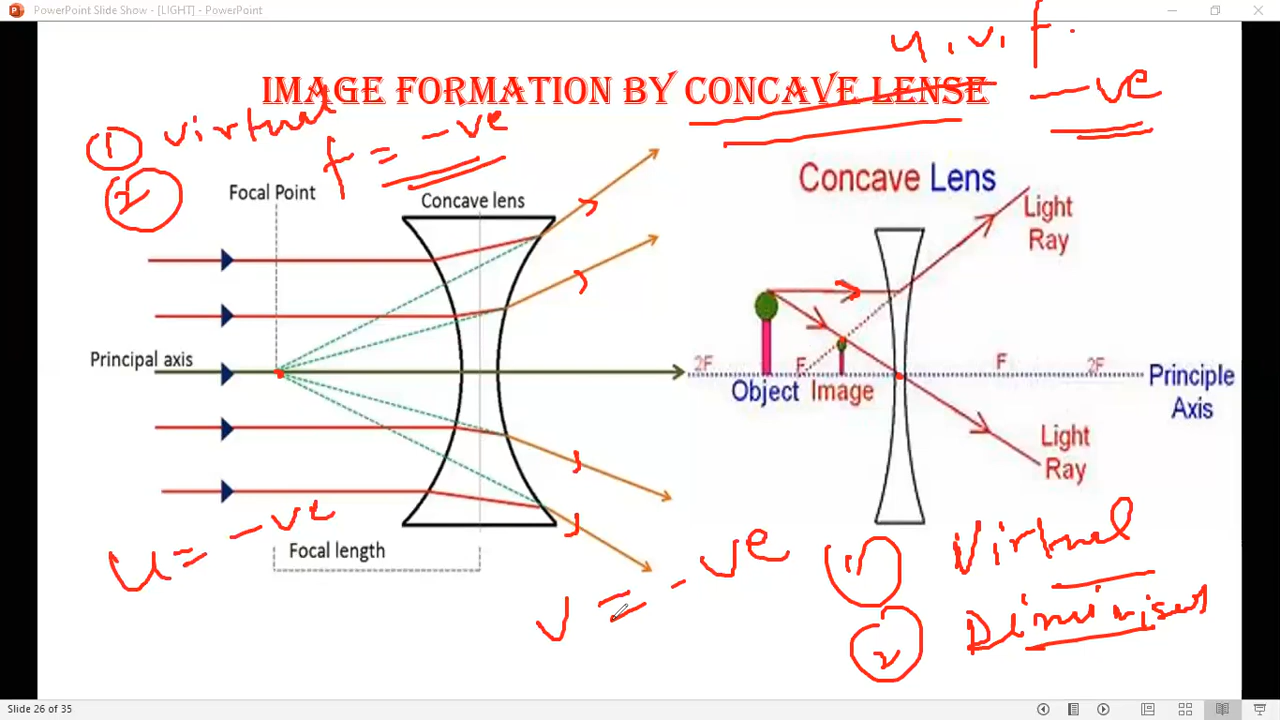 PowerPoint Slide Show - [LIGHT] - PowerPoint
u, v, f.
IMAGE FORMATION BY CONCAVE LENSE
-ve
① virtual
f = -ve
②
Focal Point
Concave lens
Principal axis
Focal length
u = -ve
v = -ve
Concave Lens
Light
Ray
2F
F
F
2F
Object
Image
Principle
Axis
Light
Ray
① Virtual
②
Slide 26 of 35